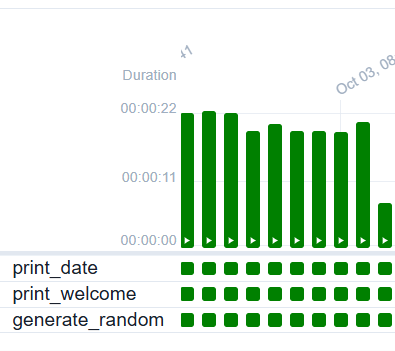 Duration
Oct 03, 08
00:00:22
00:00:11
00:00:00
print_date
print_welcome
generate_random